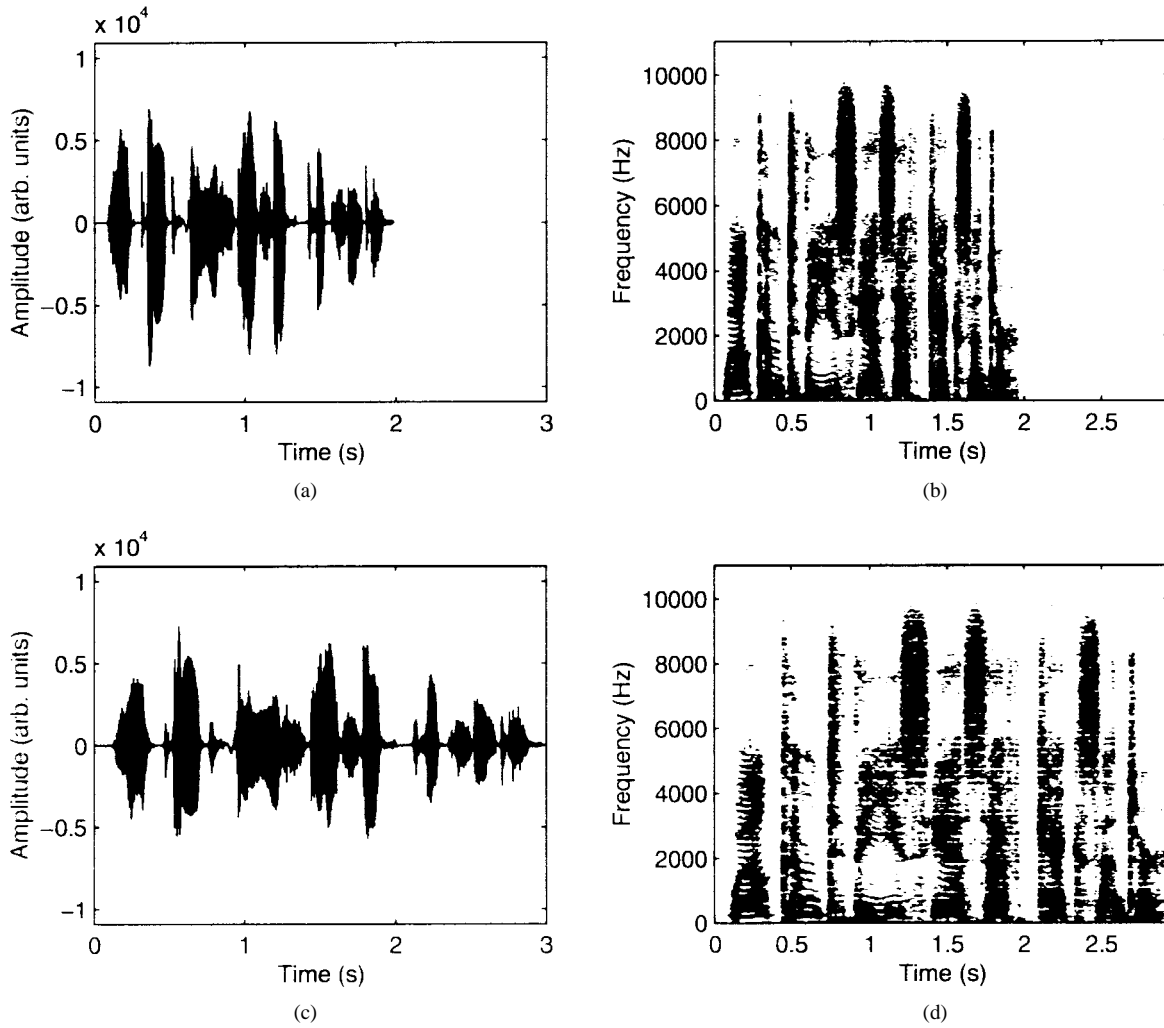 x 10^4
1
0.5
0
−0.5
−1
Amplitude (arb. units)
0 1 2 3
Time (s)
(a)
10000
8000
6000
4000
2000
0
Frequency (Hz)
0 0.5 1 1.5 2 2.5
Time (s)
(b)
x 10^4
1
0.5
0
−0.5
−1
Amplitude (arb. units)
0 1 2 3
Time (s)
(c)
10000
8000
6000
4000
2000
0
Frequency (Hz)
0 0.5 1 1.5 2 2.5
Time (s)
(d)